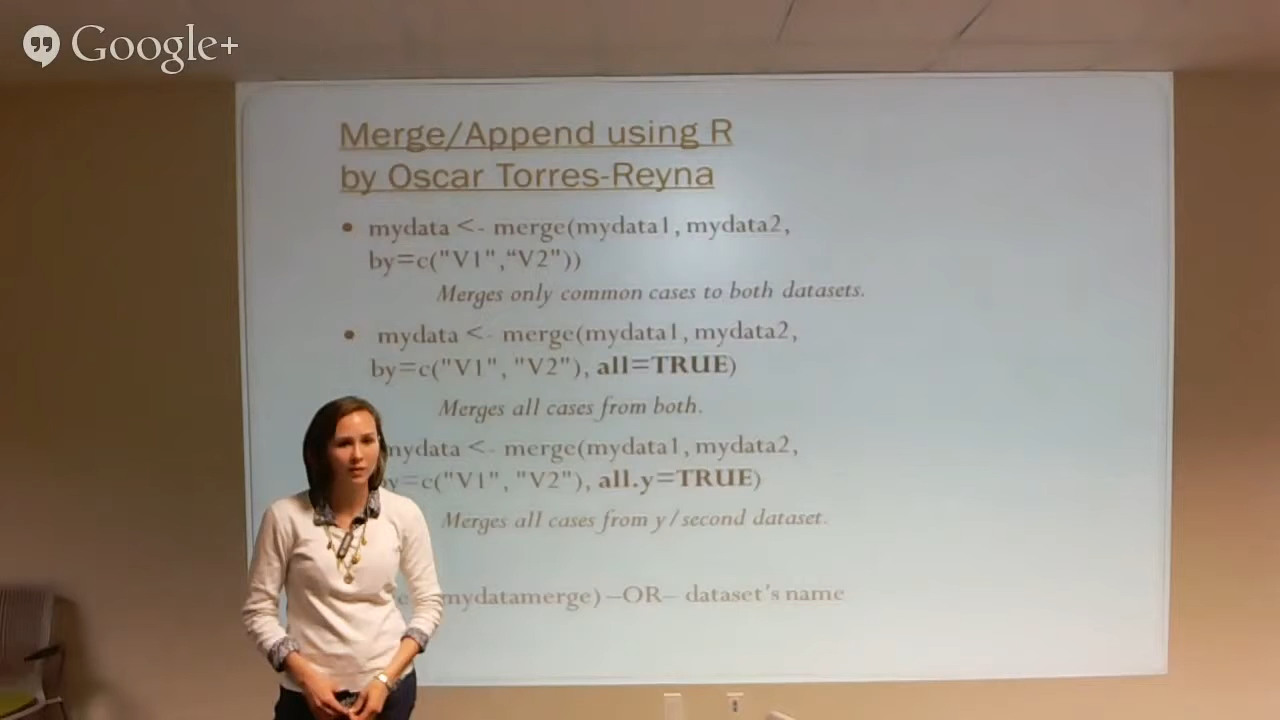 Google+
Merge/Append using R
by Oscar Torres-Reyna
• mydata <- merge(mydata1, mydata2,
by=c("V1",“V2"))
Merges only common cases to both datasets.
• mydata <- merge(mydata1, mydata2,
by=c("V1", "V2"), all=TRUE)
Merges all cases from both.
mydata <- merge(mydata1, mydata2,
=c("V1", "V2"), all.y=TRUE)
Merges all cases from y/second dataset.
mydatamerge) –OR– dataset's name